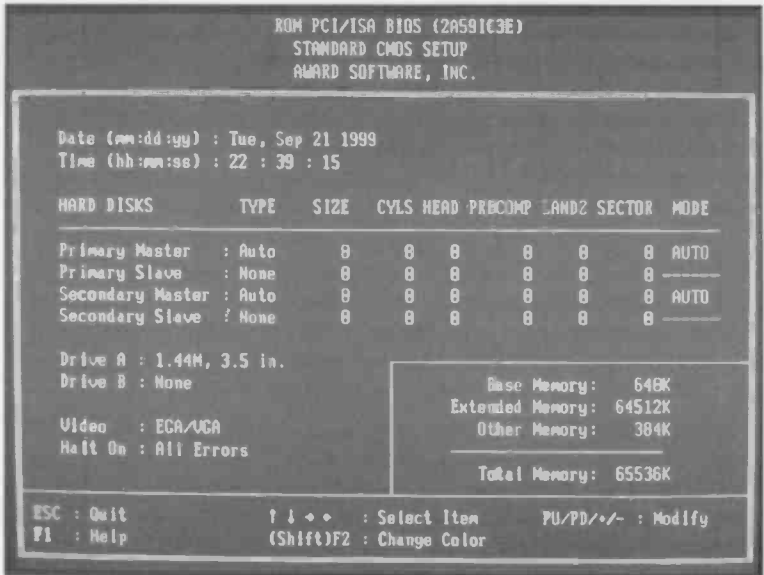 ROM PCI/ISA BIOS (2A59IC3E)
STANDARD CMOS SETUP
AWARD SOFTWARE, INC.
Date (mm:dd:yy) : Tue, Sep 21 1999
Time (hh:mm:ss) : 22 : 39 : 15
HARD DISKS TYPE SIZE CYLS HEAD PRECOMP LANDZ SECTOR MODE
Primary Master : Auto 0 0 0 0 0 0 AUTO
Primary Slave : None 0 0 0 0 0 0 ------
Secondary Master : Auto 0 0 0 0 0 0 AUTO
Secondary Slave : None 0 0 0 0 0 0 ------
Drive A : 1.44M, 3.5 in.
Drive B : None
Video : EGA/VGA
Halt On : All Errors
Base Memory: 640K
Extended Memory: 64512K
Other Memory: 384K
Total Memory: 65536K
ESC : Quit ↑ ↓ → ← : Select Item PU/PD/+/- : Modify
F1 : Help (Shift)F2 : Change Color